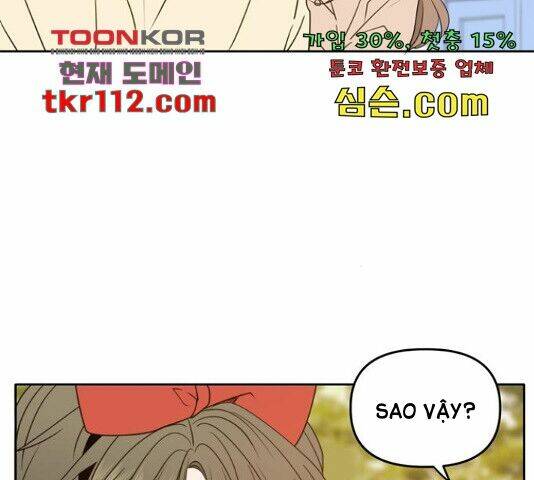 TOONKOR
현재 도메인
tkr112.com
가입 30%, 첫충 15%
툰코 환전보증 업체
심슨.com
SAO VẬY?